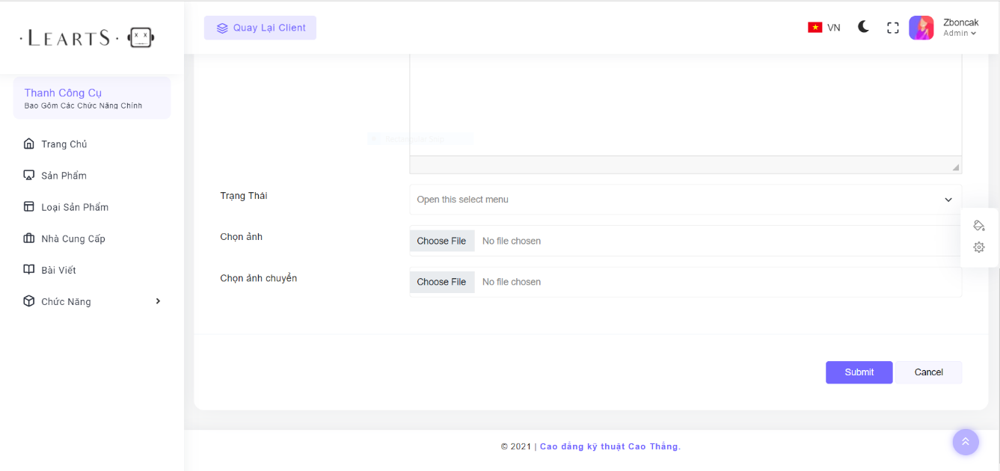 · LEARTS ·
Quay Lại Client
VN
Zboncak
Admin
Thanh Công Cụ
Bao Gồm Các Chức Năng Chính
Trang Chủ
Sản Phẩm
Loại Sản Phẩm
Nhà Cung Cấp
Bài Viết
Chức Năng
Trạng Thái
Open this select menu
Chọn ảnh
Choose File No file chosen
Chọn ảnh chuyển
Choose File No file chosen
Submit
Cancel
© 2021 | Cao đẳng kỹ thuật Cao Thắng.